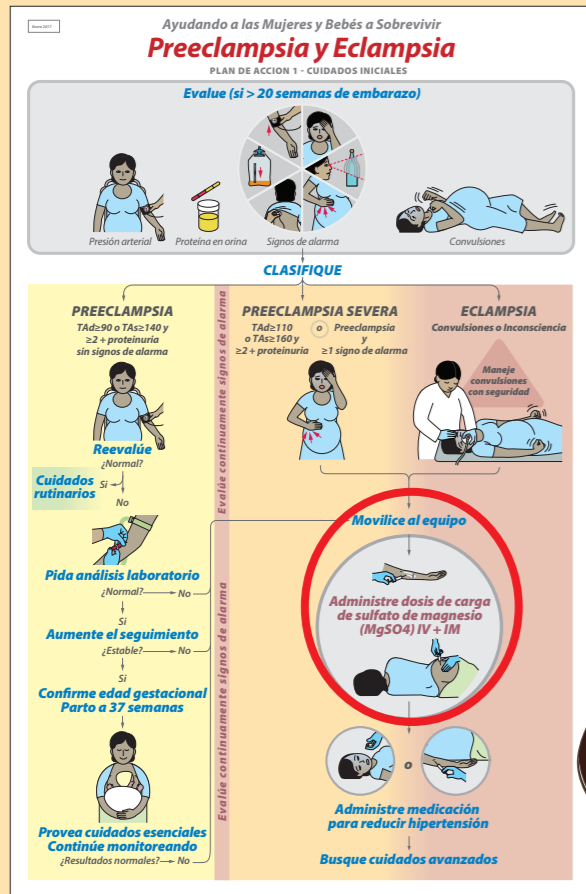 Enero 2017
Ayudando a las Mujeres y Bebés a Sobrevivir
Preeclampsia y Eclampsia
PLAN DE ACCION 1 - CUIDADOS INICIALES
Evalue (si > 20 semanas de embarazo)
Presión arterial
Proteína en orina
Signos de alarma
Convulsiones
CLASIFIQUE
PREECLAMPSIA
TAd≥90 o TAs≥140 y
≥2 + proteinuria
sin signos de alarma
Reevalúe
¿Normal?
Si
Cuidados
rutinarios
No
Pida análisis laboratorio
¿Normal?
No
Si
Aumente el seguimiento
¿Estable?
No
Si
Confirme edad gestacional
Parto a 37 semanas
Provea cuidados esenciales
Continúe monitoreando
¿Resultados normales?
No
Evalúe continuamente signos de alarma
Evalúe continuamente signos de alarma
PREECLAMPSIA SEVERA
TAd≥110
o TAs≥160 y
≥2 + proteinuria
o
Preeclampsia
y
≥1 signo de alarma
ECLAMPSIA
Convulsiones o Inconsciencia
Maneje
convulsiones
con seguridad
Movilice al equipo
Administre dosis de carga
de sulfato de magnesio
(MgSO4) IV + IM
o
Administre medicación
para reducir hipertensión
Busque cuidados avanzados